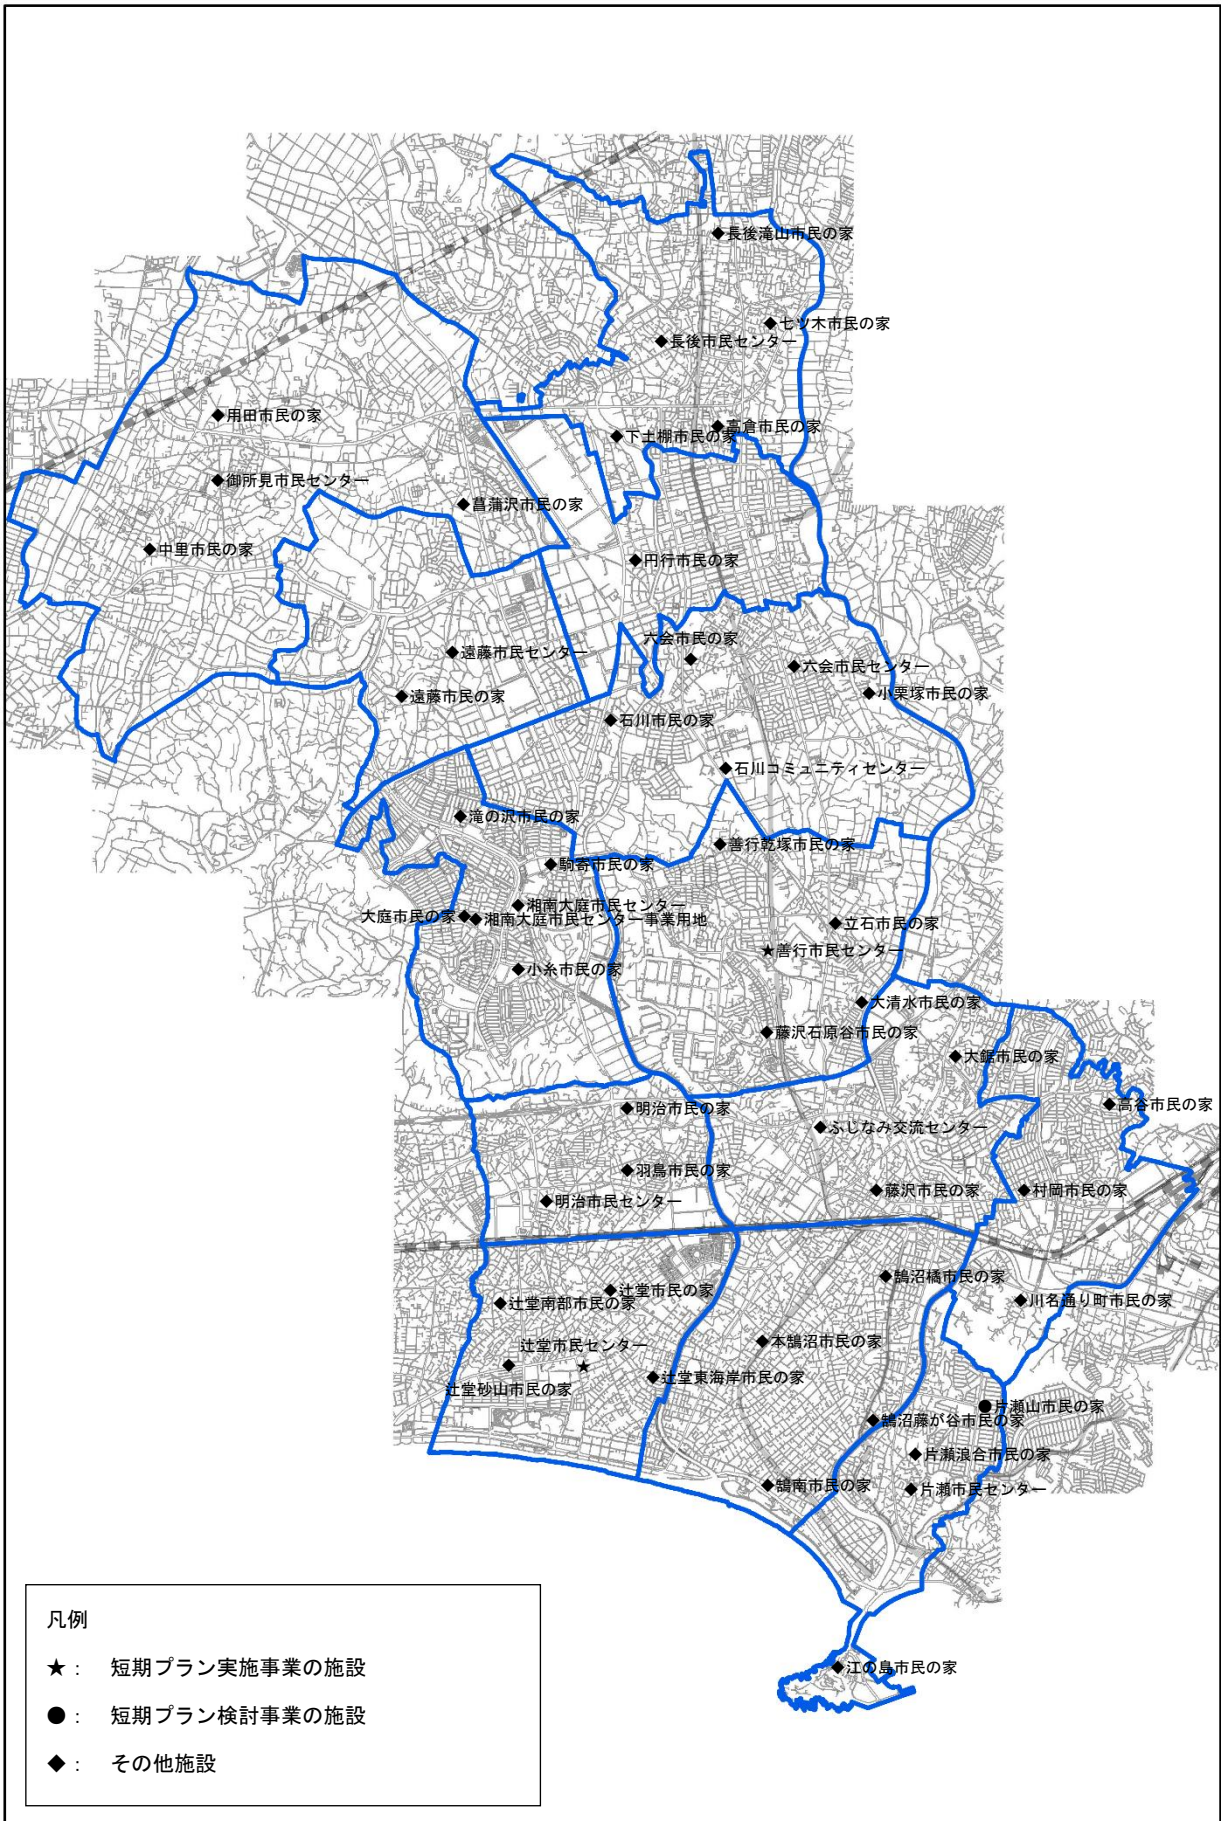 ◆長後滝山市民の家
◆七ツ木市民の家
◆長後市民センター
◆用田市民の家
◆高倉市民の家
◆下土棚市民の家
◆御所見市民センター
◆菖蒲沢市民の家
◆中里市民の家
◆円行市民の家
六会市民の家
◆
◆遠藤市民センター
◆六会市民センター
◆小栗塚市民の家
◆遠藤市民の家
◆石川市民の家
◆石川コミュニティセンター
◆滝の沢市民の家
◆善行乾塚市民の家
◆駒寄市民の家
◆湘南大庭市民センター
大庭市民の家◆
◆湘南大庭市民センター事業用地
◆立石市民の家
★善行市民センター
◆小糸市民の家
◆大清水市民の家
◆藤沢石原谷市民の家
◆大鋸市民の家
◆高谷市民の家
◆明治市民の家
◆ふじなみ交流センター
◆羽鳥市民の家
◆藤沢市民の家
◆村岡市民の家
◆明治市民センター
◆鵠沼橋市民の家
◆辻堂市民の家
◆辻堂南部市民の家
◆川名通り町市民の家
◆本鵠沼市民の家
辻堂市民センター
★
◆
辻堂砂山市民の家
◆辻堂東海岸市民の家
●片瀬山市民の家
◆鵠沼藤が谷市民の家
◆片瀬浪合市民の家
◆鵠南市民の家
◆片瀬市民センター
◆江の島市民の家
凡例
★： 短期プラン実施事業の施設
●： 短期プラン検討事業の施設
◆： その他施設